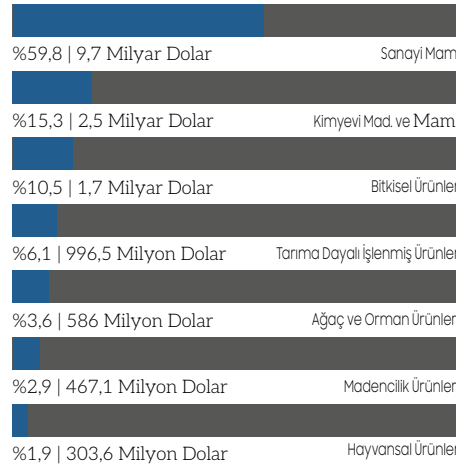 %59,8 | 9,7 Milyar Dolar Sanayi Mam
%15,3 | 2,5 Milyar Dolar Kimyevi Mad. ve Mam
%10,5 | 1,7 Milyar Dolar Bitkisel Ürünler
%6,1 | 996,5 Milyon Dolar Tarıma Dayalı İşlenmiş Ürünler
%3,6 | 586 Milyon Dolar Ağaç ve Orman Ürünler
%2,9 | 467,1 Milyon Dolar Madencilik Ürünler
%1,9 | 303,6 Milyon Dolar Hayvansal Ürünler